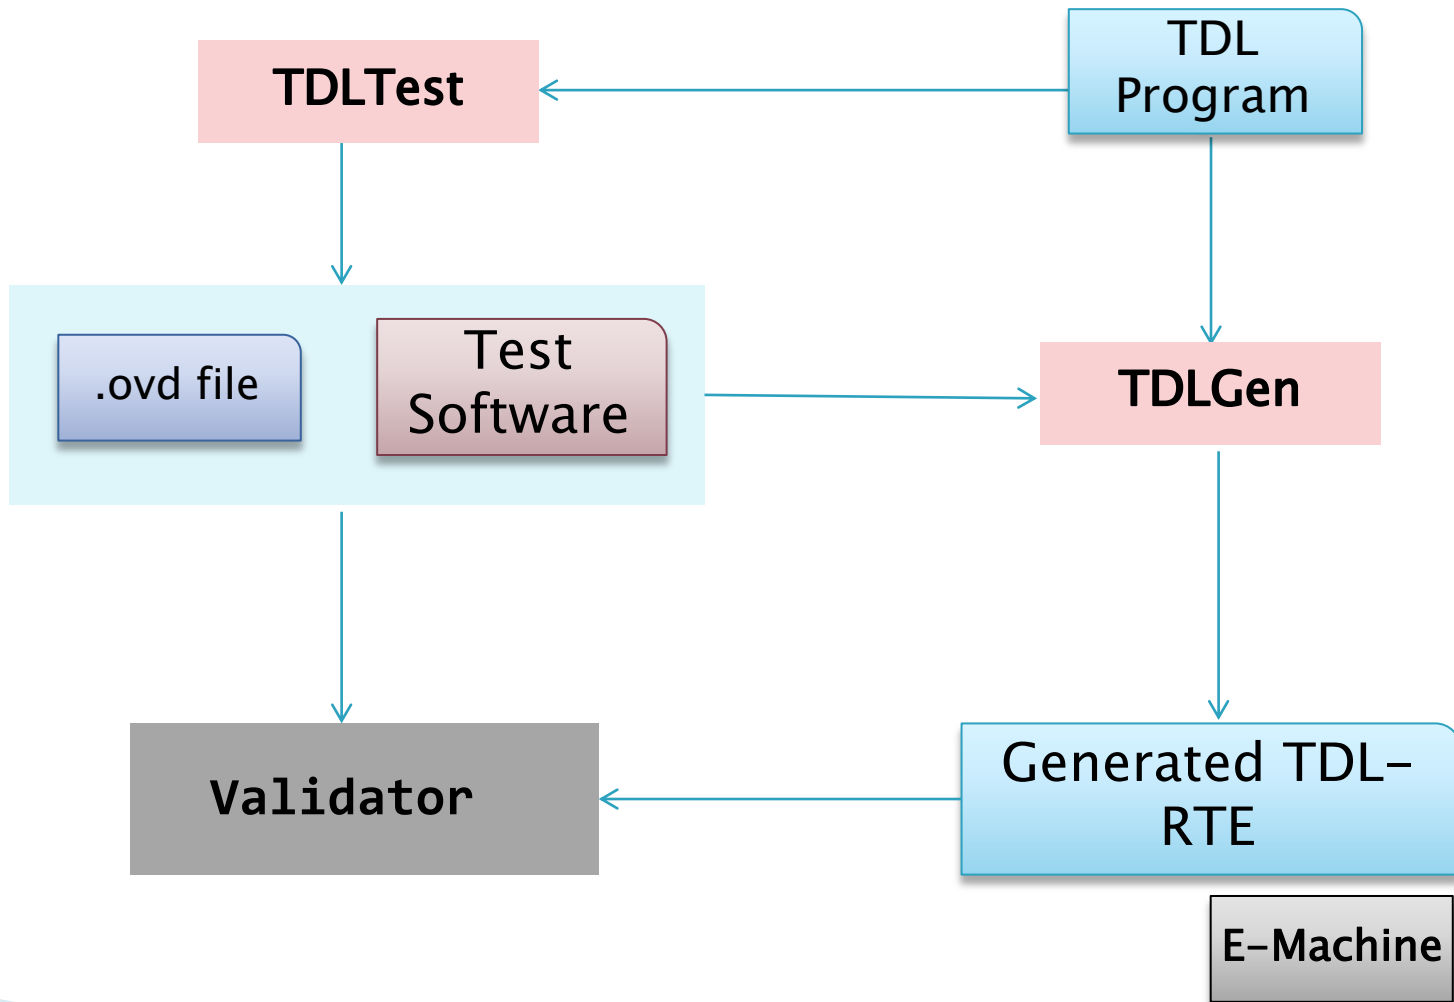 TDLTest
TDL
Program
.ovd file
Test
Software
TDLGen
Validator
Generated TDL-
RTE
E-Machine